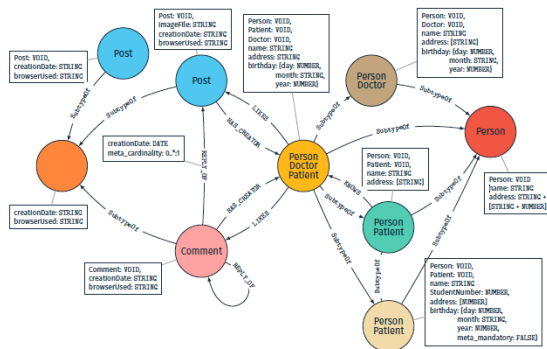 Post: VOID,
ImageFile: STRING
creationDate: STRING
browserUsed: STRING
Person: VOID,
Patient: VOID,
Doctor: VOID,
name: STRING
address: STRING
birthday: {day: NUMBER,
month: STRING,
year: NUMBER}
Person: VOID,
Doctor: VOID,
name: STRING
address: [STRING]
birthday: {day: NUMBER,
month: STRING,
year: NUMBER}
Post: VOID,
creationDate: STRING
browserUsed: STRING
Post
Post
Person
Doctor
Person
SubtypeOf
SubtypeOf
LIKES
HAS_CREATOR
SubtypeOf
SubtypeOf
SubtypeOf
creationDate: DATE
meta_cardinality: 0..*:1
REPLY_OF
Person
Doctor
Patient
Person: VOID,
Patient: VOID,
name: STRING
address: [STRING]
Person: VOID
]name: STRING
address: STRING +
[STRING + NUMBER]
creationDate: STRING
browserUsed: STRING
SubtypeOf
HAS_CREATOR
LIKES
KNOWS
SubtypeOf
SubtypeOf
SubtypeOf
Comment
Person
Patient
SubtypeOf
SubtypeOf
SubtypeOf
Comment: VOID,
creationDate: STRING
browserUsed: STRING
REPLY_OF
Person
Patient
Person: VOID,
Patient: VOID,
name: STRING
StudentNumber: NUMBER,
address: [NUMBER]
birthday: {day: NUMBER,
month: STRING,
year: NUMBER,
meta_mandatory: FALSE}